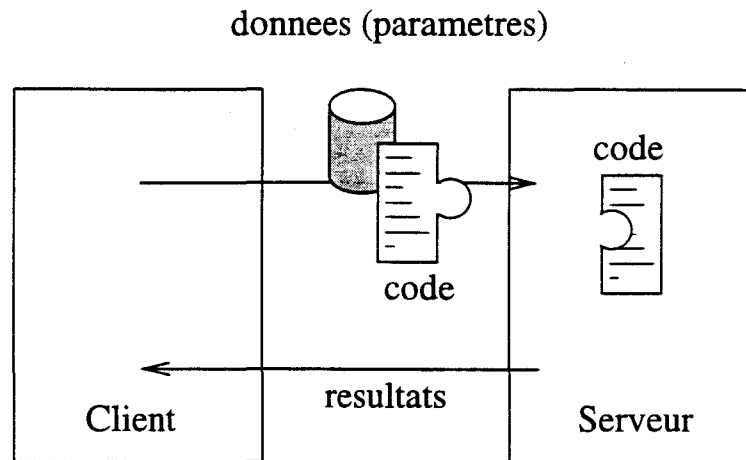 donnees (parametres)
code
code
resultats
Client
Serveur